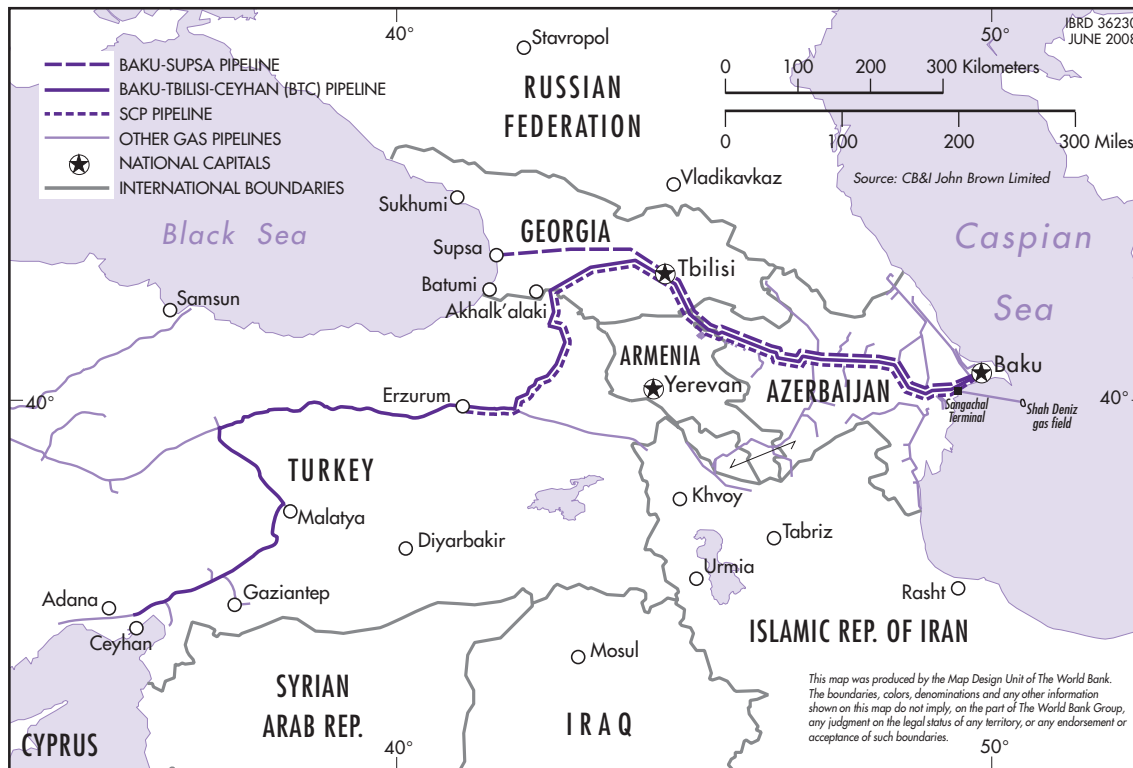 IBRD 36230
JUNE 2008
40°
50°
Stavropol
BAKU-SUPSA PIPELINE
BAKU-TBILISI-CEYHAN (BTC) PIPELINE
SCP PIPELINE
OTHER GAS PIPELINES
NATIONAL CAPITALS
INTERNATIONAL BOUNDARIES
RUSSIAN
FEDERATION
0 100 200 300 Kilometers
0 100 200 300 Miles
Source: CB&I John Brown Limited
Vladikavkaz
Sukhumi
Black Sea
GEORGIA
Caspian
Sea
Supsa
Tbilisi
Batumi
Akhalk'alaki
Samsun
ARMENIA
Yerevan
AZERBAIJAN
Baku
Sangachal
Terminal
Shah Deniz
gas field
40°
40°
Erzurum
TURKEY
Malatya
Diyarbakir
Khvoy
Tabriz
Urmia
Rasht
Adana
Gaziantep
Ceyhan
ISLAMIC REP. OF IRAN
Mosul
SYRIAN
ARAB REP.
IRAQ
CYPRUS
This map was produced by the Map Design Unit of The World Bank.
The boundaries, colors, denominations and any other information
shown on this map do not imply, on the part of The World Bank Group,
any judgment on the legal status of any territory, or any endorsement or
acceptance of such boundaries.
40°
50°